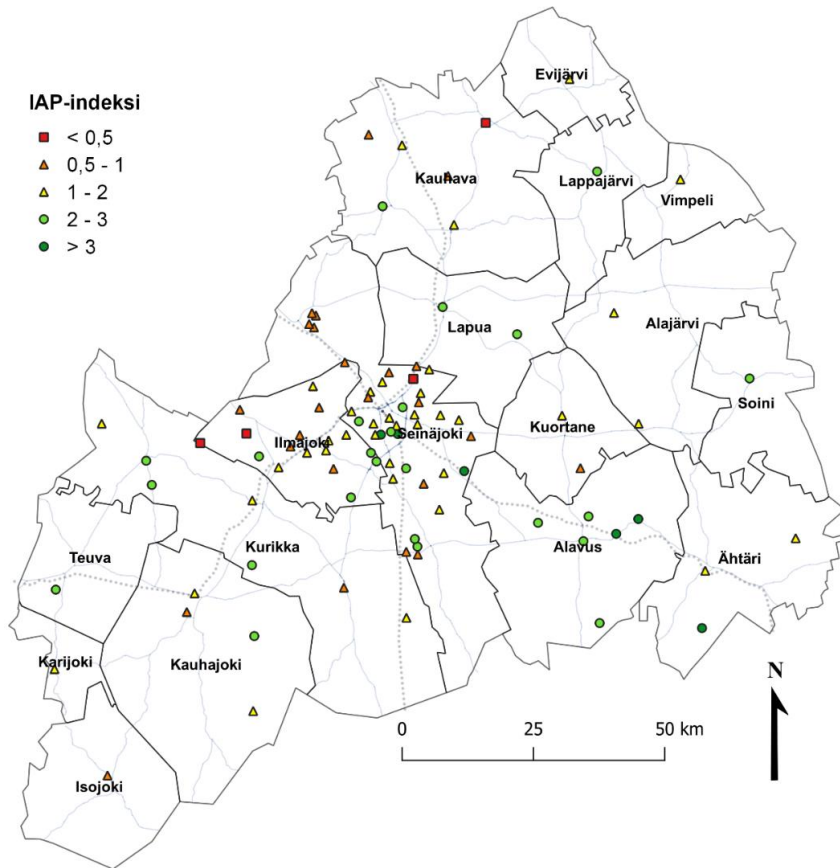 IAP-indeksi
< 0,5
0,5 - 1
1 - 2
2 - 3
> 3
Evijärvi
Kauhava
Lappajärvi
Vimpeli
Lapua
Alajärvi
Soini
Kuortane
Seinäjoki
Ilmajoki
Kurikka
Alavus
Ähtäri
Teuva
Karijoki
Kauhajoki
Isojoki
N
0 25 50 km